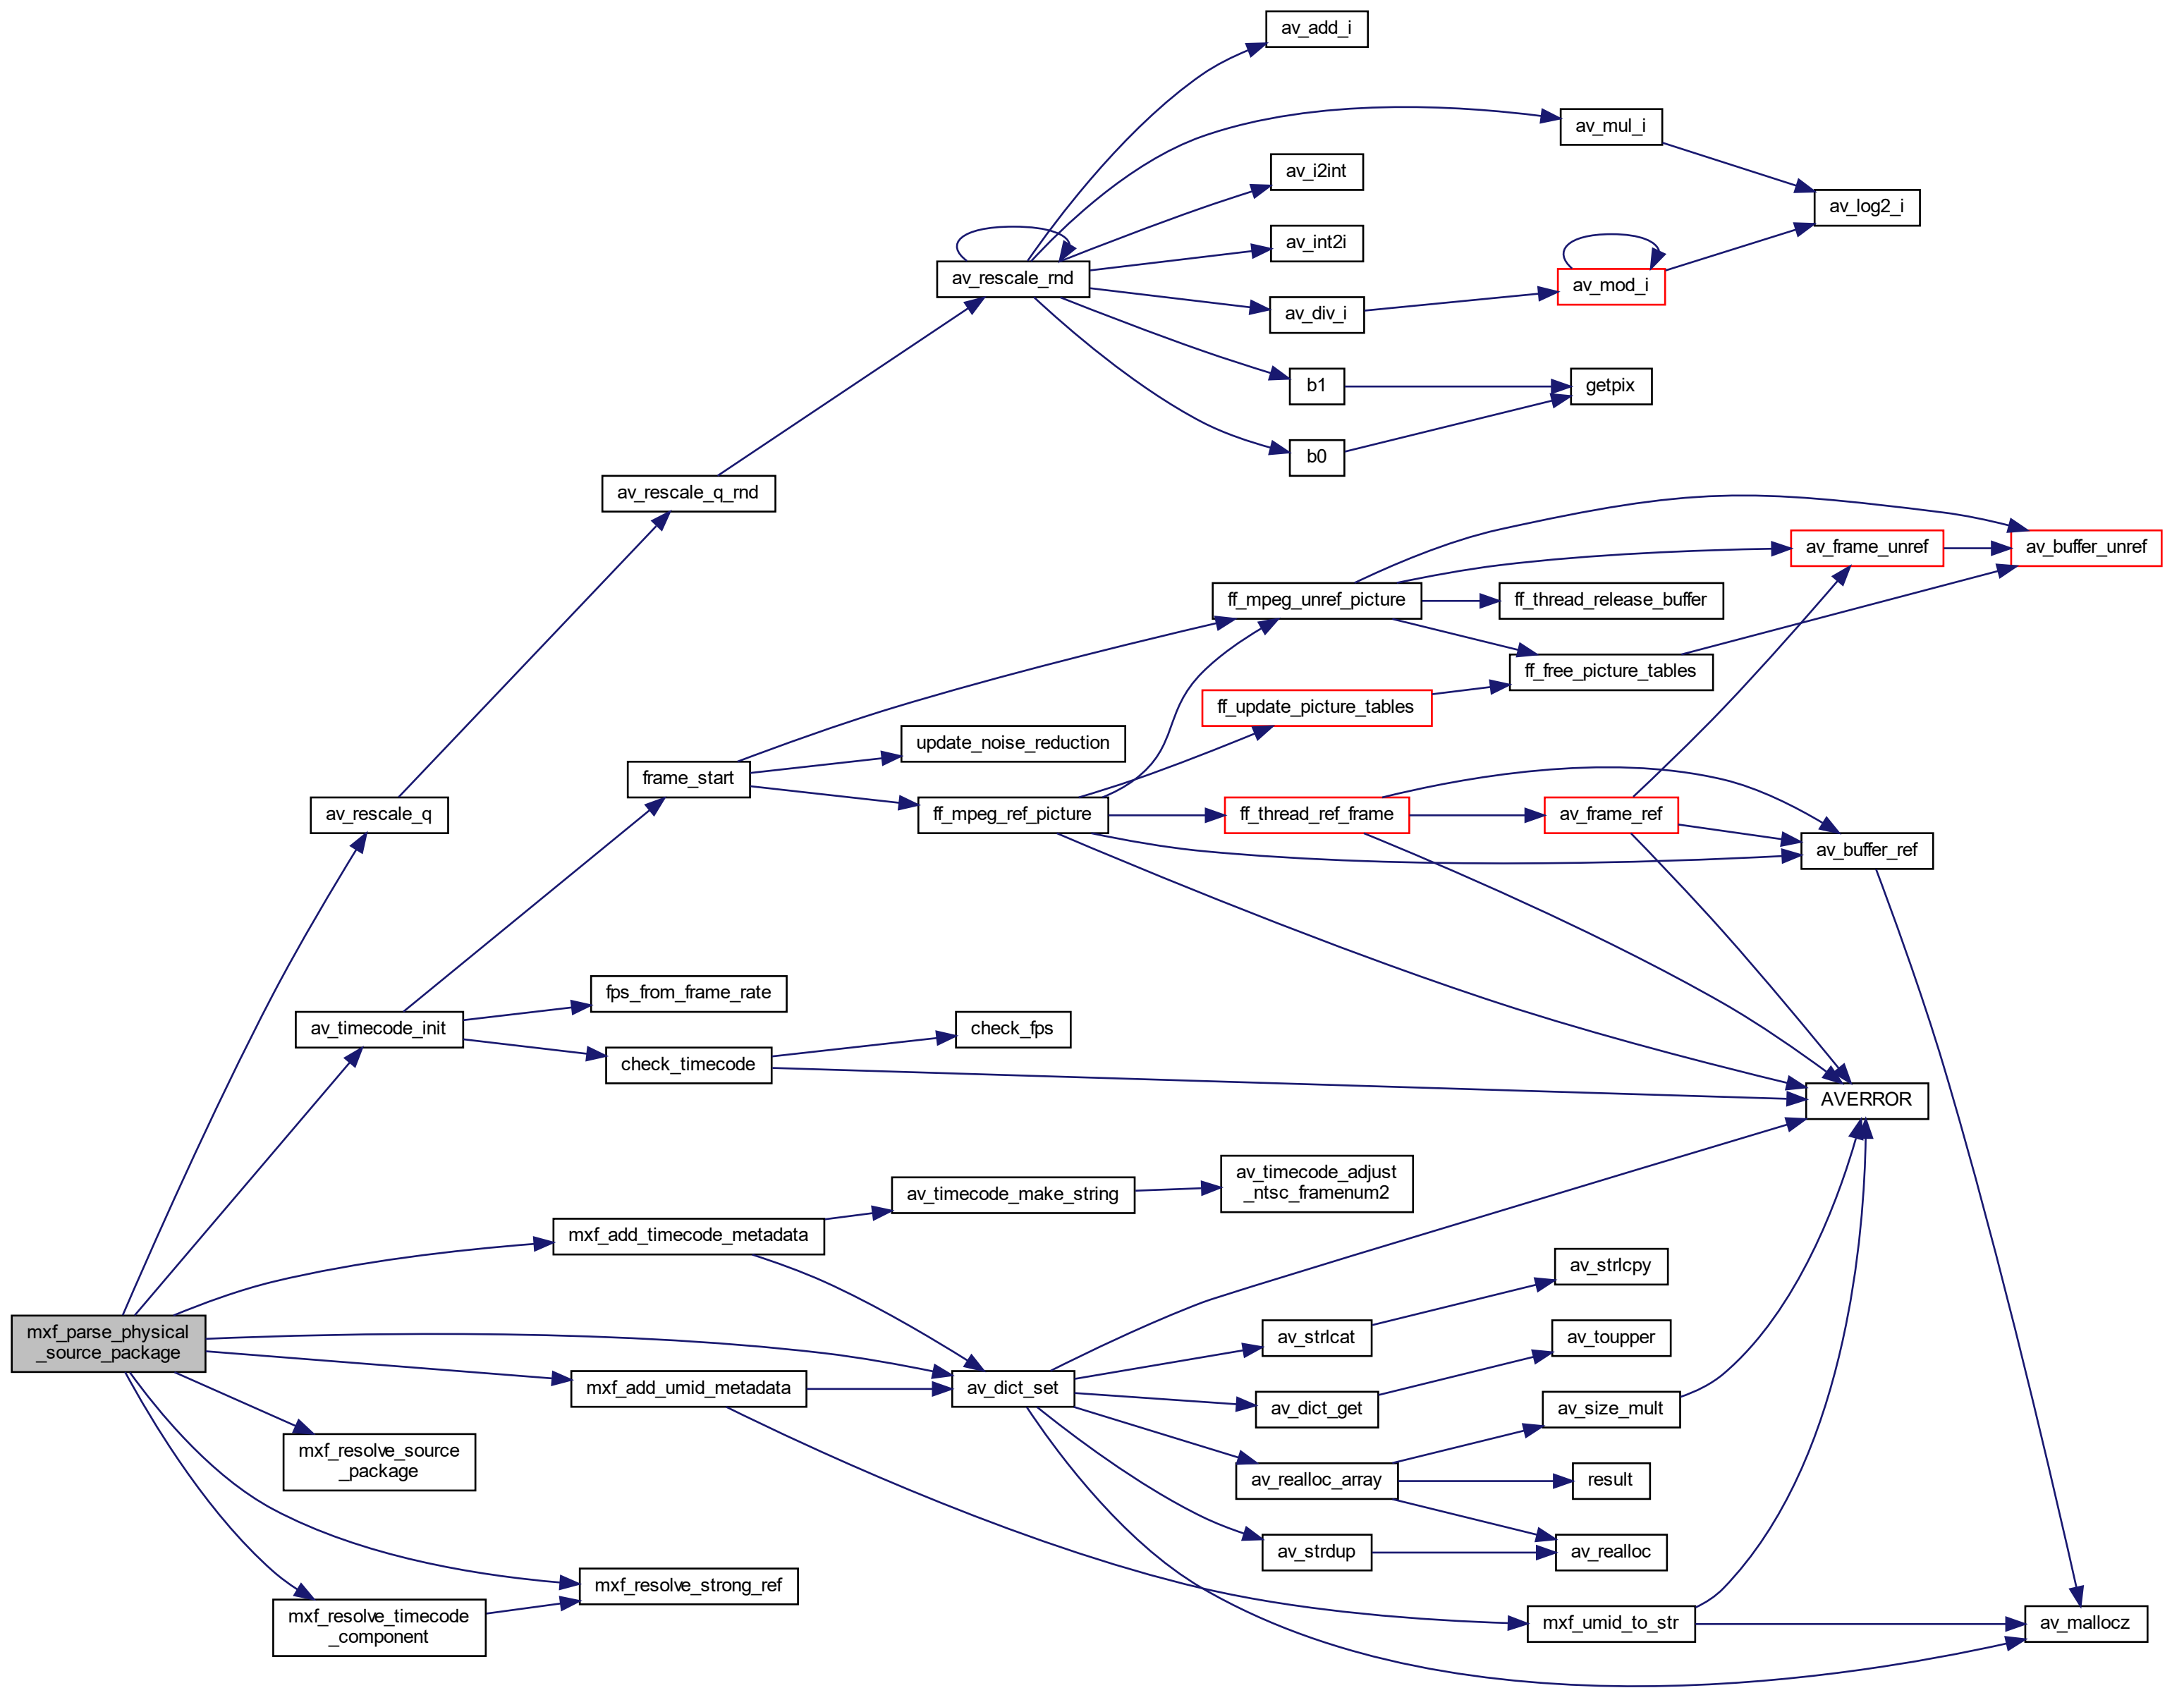 av_add_i
av_mul_i
av_i2int
av_log2_i
av_int2i
av_rescale_rnd
av_mod_i
av_div_i
b1
getpix
b0
av_rescale_q_rnd
av_frame_unref
av_buffer_unref
ff_mpeg_unref_picture
ff_thread_release_buffer
ff_free_picture_tables
ff_update_picture_tables
update_noise_reduction
frame_start
av_rescale_q
ff_mpeg_ref_picture
ff_thread_ref_frame
av_frame_ref
av_buffer_ref
fps_from_frame_rate
av_timecode_init
check_fps
check_timecode
AVERROR
av_timecode_adjust
_ntsc_framenum2
av_timecode_make_string
mxf_add_timecode_metadata
av_strlcpy
mxf_parse_physical
_source_package
av_strlcat
av_toupper
mxf_add_umid_metadata
av_dict_set
av_dict_get
av_size_mult
mxf_resolve_source
_package
av_realloc_array
result
av_strdup
av_realloc
mxf_resolve_strong_ref
mxf_resolve_timecode
_component
mxf_umid_to_str
av_mallocz